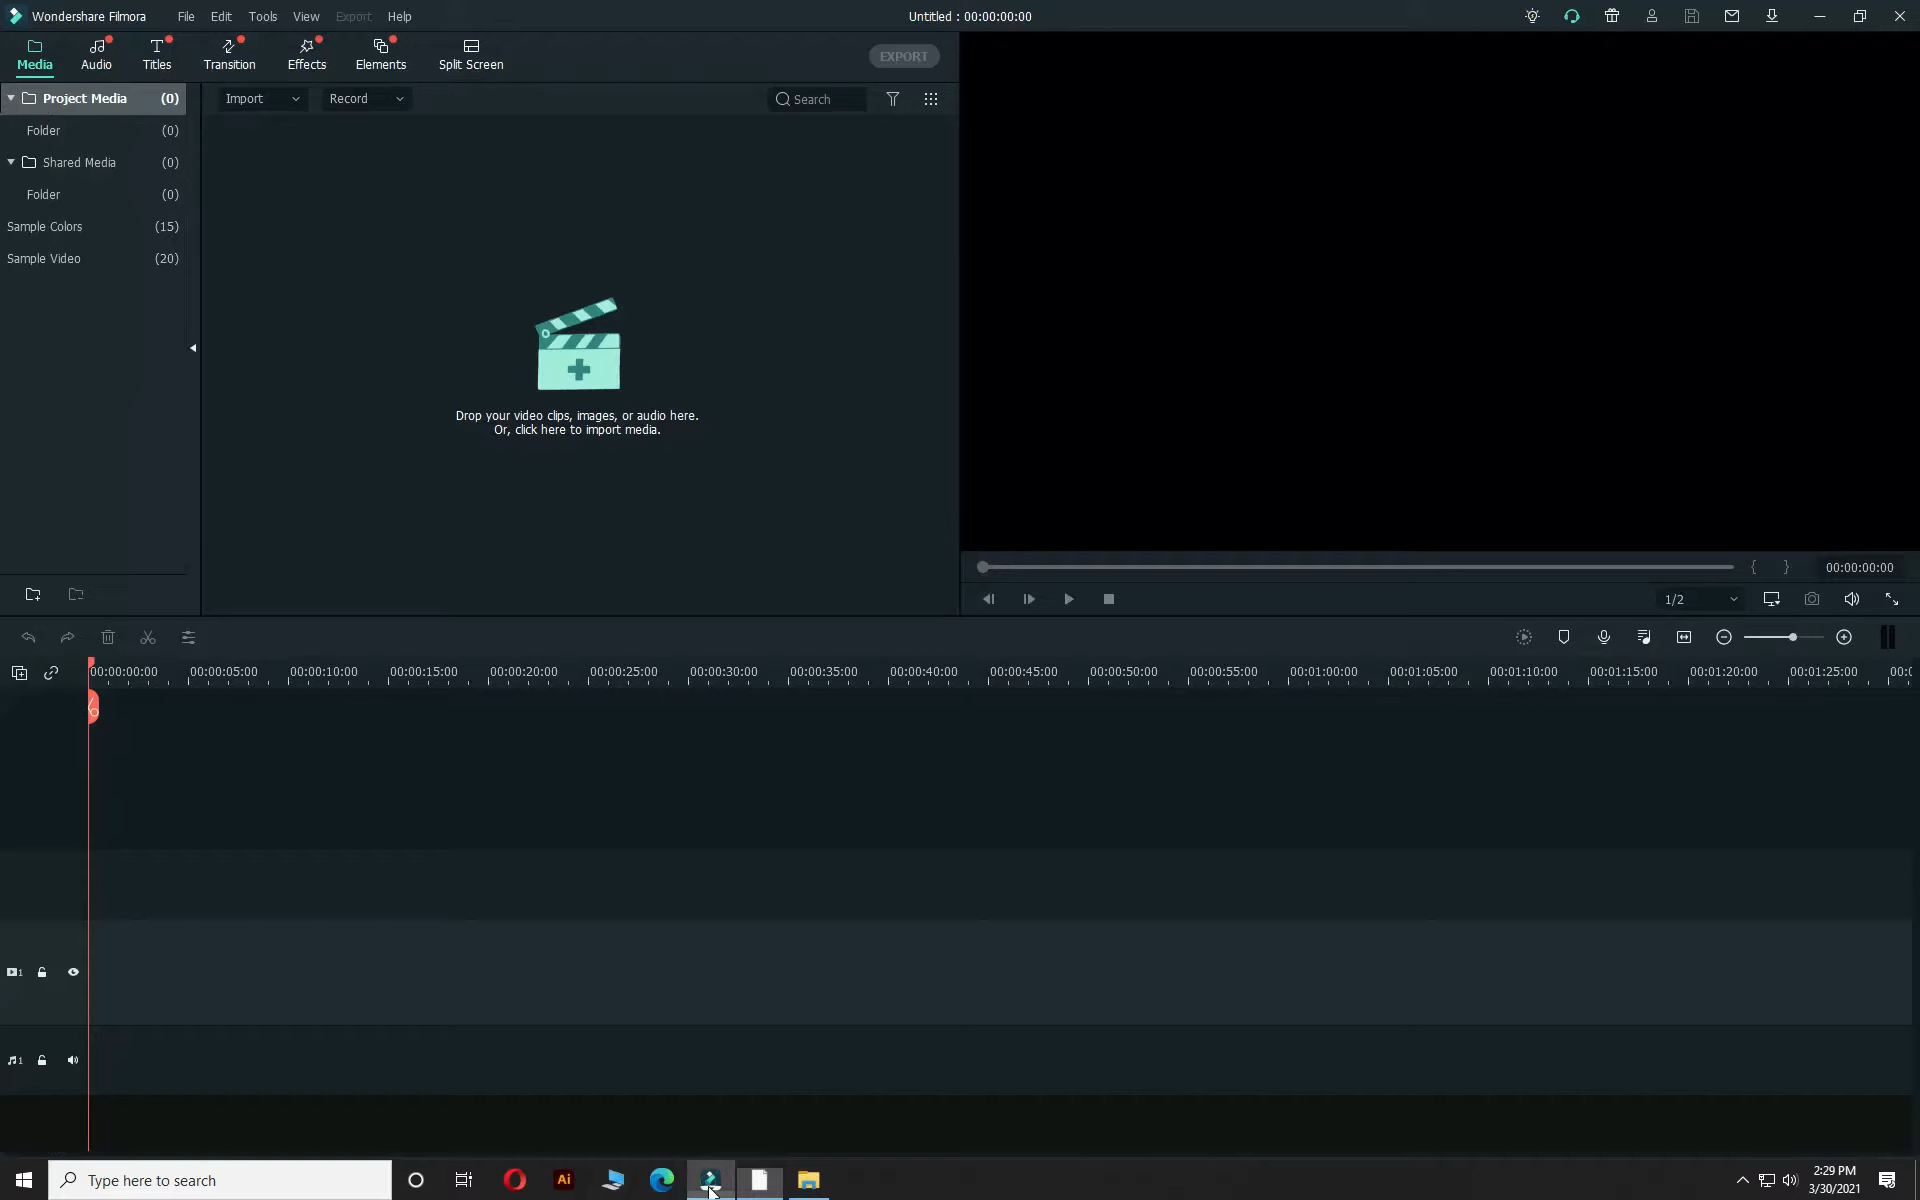 Wondershare Filmora File Edit Tools View Export Help Untitled : 00:00:00:00
Media Audio Titles Transition Effects Elements Split Screen EXPORT
Project Media (0) Import Record Search
Folder (0)
Shared Media (0)
Folder (0)
Sample Colors (15)
Sample Video (20)
Drop your video clips, images, or audio here.
Or, click here to import media.
{ } 00:00:00:00
1/2
00:00:00:00 00:00:05:00 00:00:10:00 00:00:15:00 00:00:20:00 00:00:25:00 00:00:30:00 00:00:35:00 00:00:40:00 00:00:45:00 00:00:50:00 00:00:55:00 00:01:00:00 00:01:05:00 00:01:10:00 00:01:15:00 00:01:20:00 00:01:25:00
1
1
Type here to search Ai 2:29 PM
3/30/2021